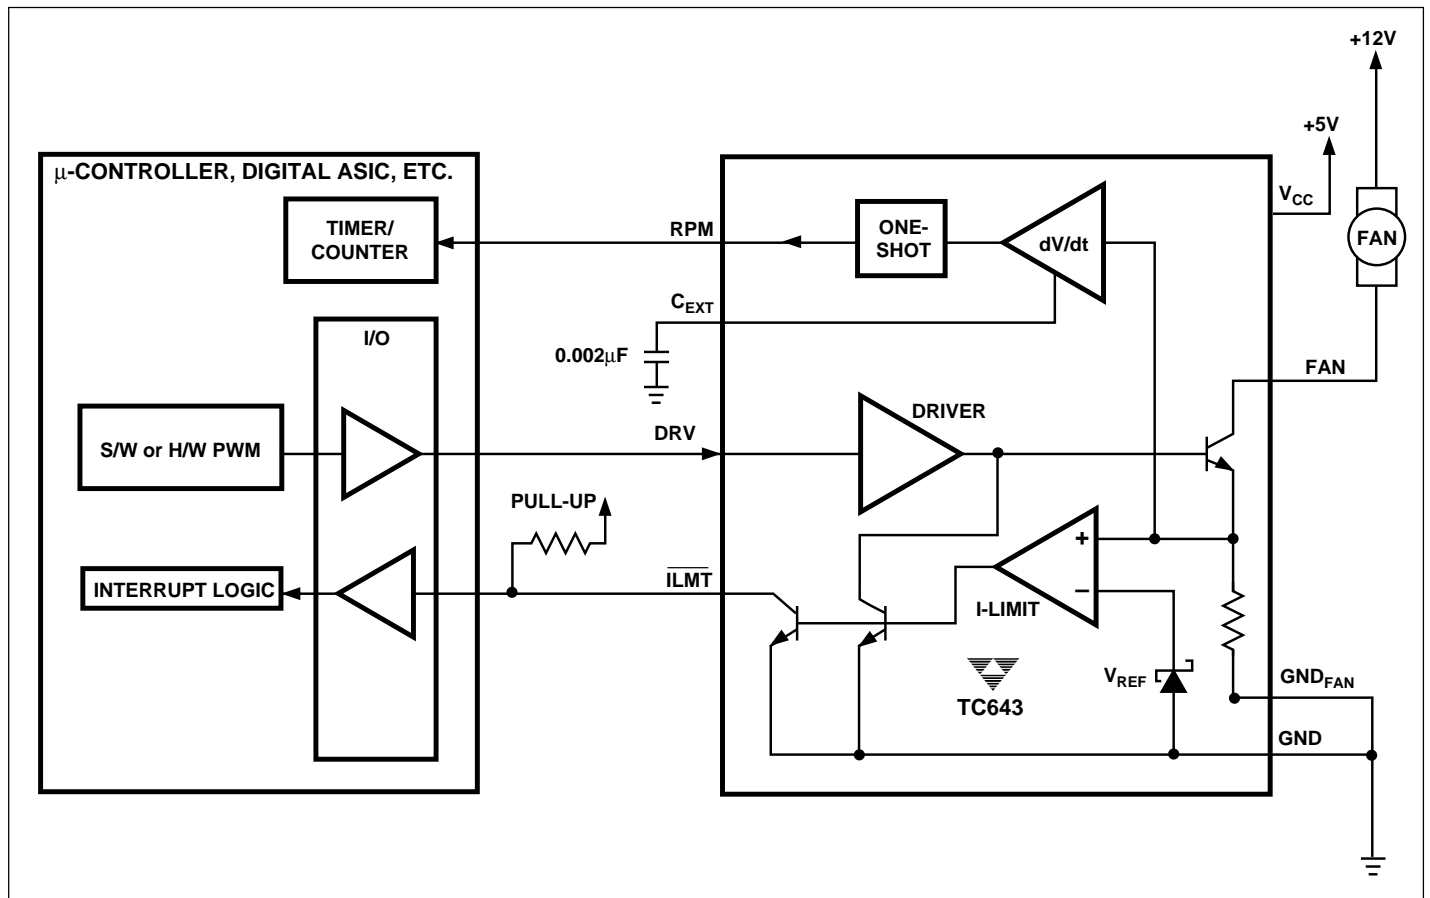 +12V
+5V
μ-CONTROLLER, DIGITAL ASIC, ETC.
TIMER/
COUNTER
RPM
ONE-
SHOT
dV/dt
VCC
FAN
CEXT
0.002μF
I/O
FAN
S/W or H/W PWM
DRV
DRIVER
PULL-UP
INTERRUPT LOGIC
ILMT
+
–
I-LIMIT
VREF
TC643
GNDFAN
GND